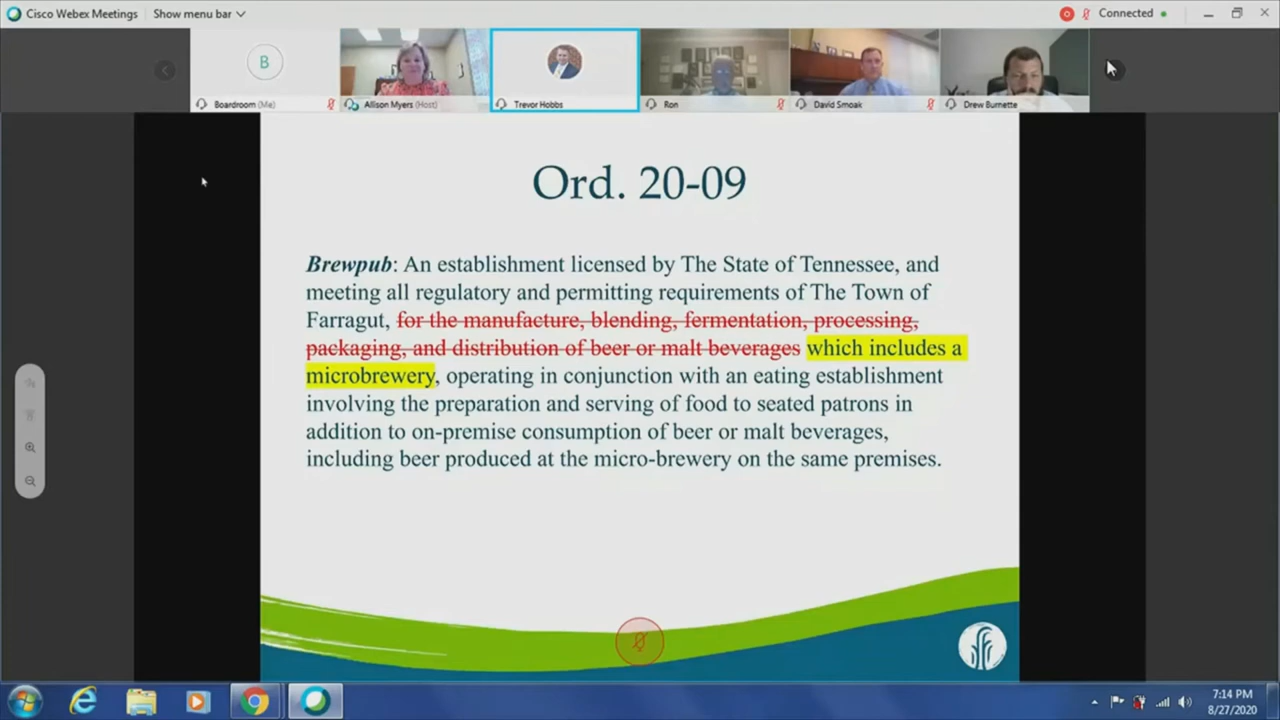 Cisco Webex Meetings Show menu bar Connected
B
Boardroom (Me) Allison Myers (Host) Trevor Hobbs Ron David Smoak Drew Burnette
Ord. 20-09
Brewpub: An establishment licensed by The State of Tennessee, and
meeting all regulatory and permitting requirements of The Town of
Farragut, for the manufacture, blending, fermentation, processing,
packaging, and distribution of beer or malt beverages which includes a
microbrewery, operating in conjunction with an eating establishment
involving the preparation and serving of food to seated patrons in
addition to on-premise consumption of beer or malt beverages,
including beer produced at the micro-brewery on the same premises.
7:14 PM
8/27/2020